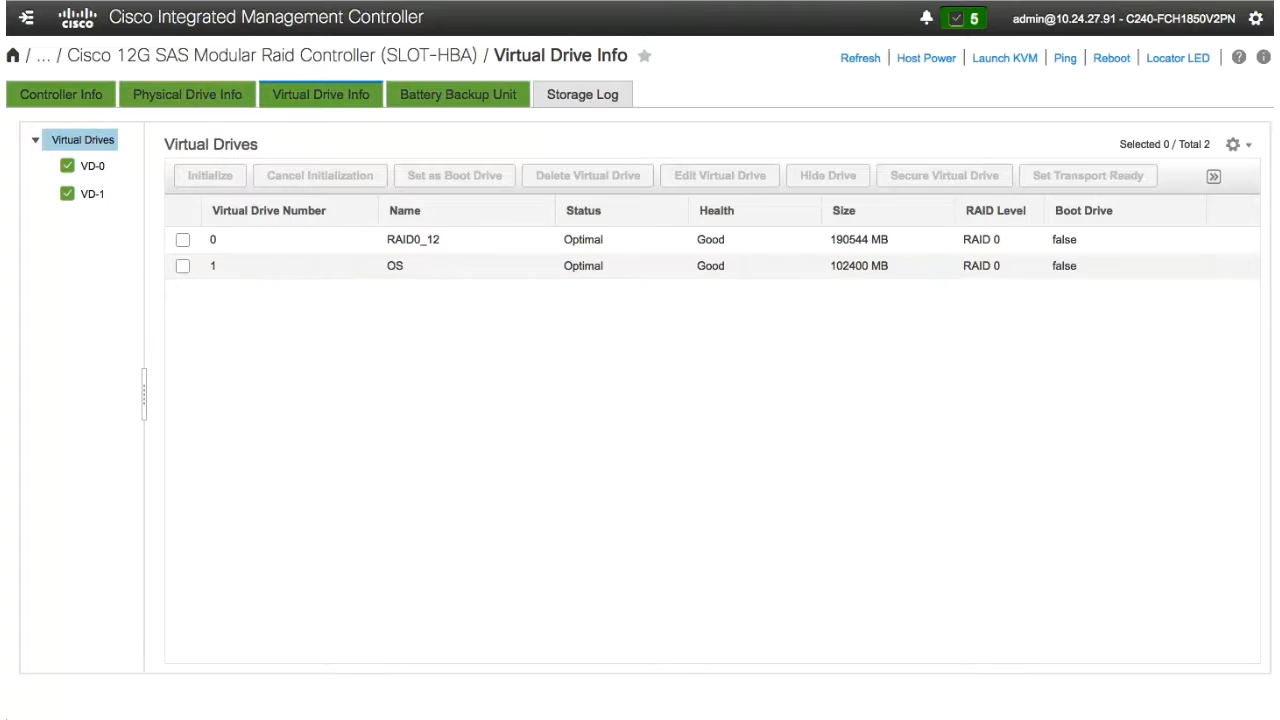 cisco Cisco Integrated Management Controller 5 admin@10.24.27.91 - C240-FCH1850V2PN
/ ... / Cisco 12G SAS Modular Raid Controller (SLOT-HBA) / Virtual Drive Info Refresh | Host Power | Launch KVM | Ping | Reboot | Locator LED | ? i
Controller Info Physical Drive Info Virtual Drive Info Battery Backup Unit Storage Log
Virtual Drives
VD-0
VD-1
Virtual Drives Selected 0 / Total 2
Initialize Cancel Initialization Set as Boot Drive Delete Virtual Drive Edit Virtual Drive Hide Drive Secure Virtual Drive Set Transport Ready
Virtual Drive Number Name Status Health Size RAID Level Boot Drive
0 RAID0_12 Optimal Good 190544 MB RAID 0 false
1 OS Optimal Good 102400 MB RAID 0 false